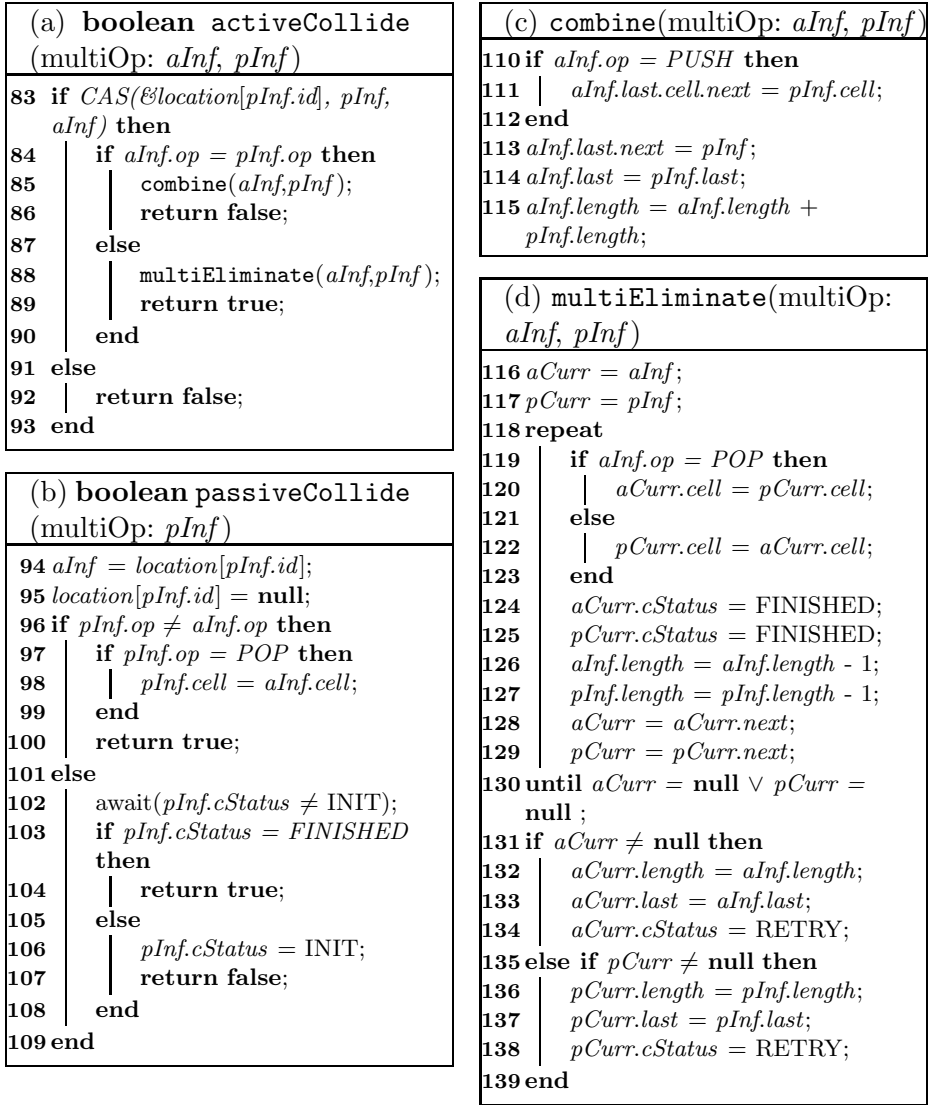 (a) boolean activeCollide
(multiOp: aInf, pInf)
83 if CAS(&location[pInf.id], pInf,
aInf) then
84 if aInf.op = pInf.op then
85 combine(aInf,pInf);
86 return false;
87 else
88 multiEliminate(aInf,pInf);
89 return true;
90 end
91 else
92 return false;
93 end
(b) boolean passiveCollide
(multiOp: pInf)
94 aInf = location[pInf.id];
95 location[pInf.id] = null;
96 if pInf.op ≠ aInf.op then
97 if pInf.op = POP then
98 pInf.cell = aInf.cell;
99 end
100 return true;
101 else
102 await(pInf.cStatus ≠ INIT);
103 if pInf.cStatus = FINISHED
then
104 return true;
105 else
106 pInf.cStatus = INIT;
107 return false;
108 end
109 end
(c) combine(multiOp: aInf, pInf)
110 if aInf.op = PUSH then
111 aInf.last.cell.next = pInf.cell;
112 end
113 aInf.last.next = pInf;
114 aInf.last = pInf.last;
115 aInf.length = aInf.length +
pInf.length;
(d) multiEliminate(multiOp:
aInf, pInf)
116 aCurr = aInf;
117 pCurr = pInf;
118 repeat
119 if aInf.op = POP then
120 aCurr.cell = pCurr.cell;
121 else
122 pCurr.cell = aCurr.cell;
123 end
124 aCurr.cStatus = FINISHED;
125 pCurr.cStatus = FINISHED;
126 aInf.length = aInf.length - 1;
127 pInf.length = pInf.length - 1;
128 aCurr = aCurr.next;
129 pCurr = pCurr.next;
130 until aCurr = null ∨ pCurr =
null ;
131 if aCurr ≠ null then
132 aCurr.length = aInf.length;
133 aCurr.last = aInf.last;
134 aCurr.cStatus = RETRY;
135 else if pCurr ≠ null then
136 pCurr.length = pInf.length;
137 pCurr.last = pInf.last;
138 pCurr.cStatus = RETRY;
139 end